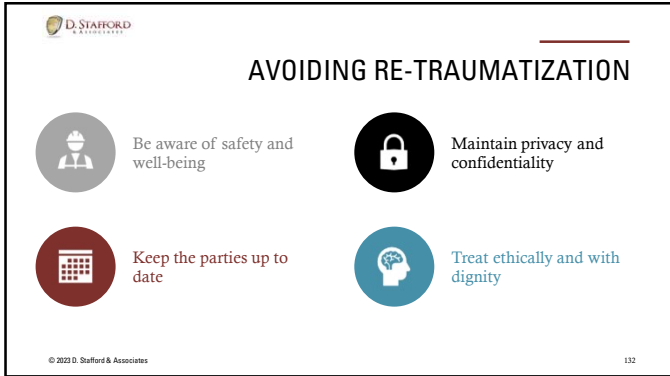 D. STAFFORD
& ASSOCIATES
AVOIDING RE-TRAUMATIZATION
Be aware of safety and
well-being
Maintain privacy and
confidentiality
Keep the parties up to
date
Treat ethically and with
dignity
© 2023 D. Stafford & Associates
132